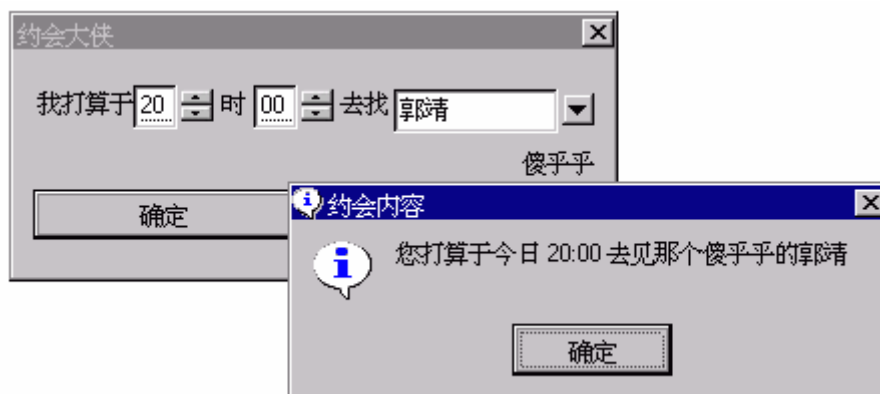 约会大侠
我打算于 20 时 00 去找 郭靖
傻乎乎
确定
约会内容
您打算于今日 20:00 去见那个傻乎乎的郭靖
确定